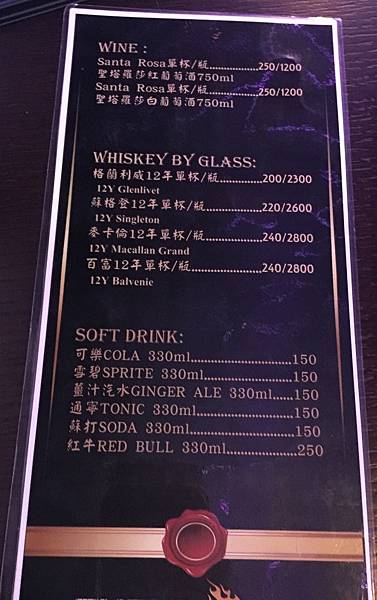 WINE :
Santa Rosa單杯/瓶..............250/1200
聖塔羅莎紅葡萄酒750ml
Santa Rosa單杯/瓶..............250/1200
聖塔羅莎白葡萄酒750ml
WHISKEY BY GLASS:
格蘭利威12年單杯/瓶..............200/2300
12Y Glenlivet
蘇格登12年單杯/瓶..................220/2600
12Y Singleton
麥卡倫12年單杯/瓶..................240/2800
12Y Macallan Grand
百富12年單杯/瓶......................240/2800
12Y Balvenie
SOFT DRINK:
可樂COLA 330ml........................150
雪碧SPRITE 330ml.....................150
薑汁汽水GINGER ALE 330ml......150
通寧TONIC 330ml......................150
蘇打SODA 330ml.......................150
紅牛RED BULL 330ml................250